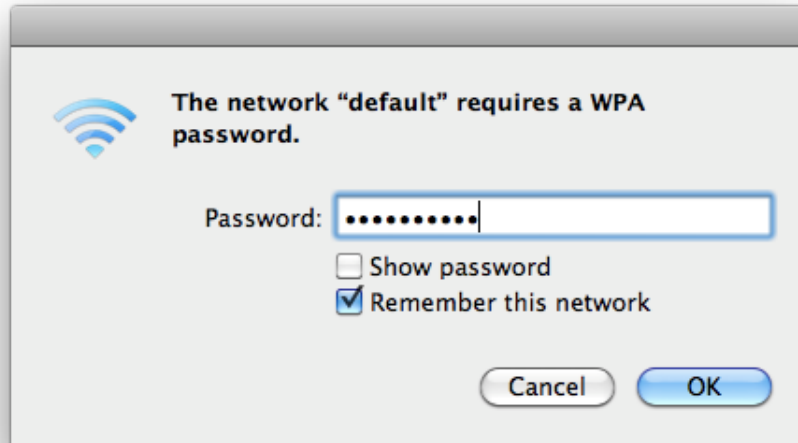 The network “default” requires a WPA
password.
Password: ••••••••••
Show password
Remember this network
Cancel OK